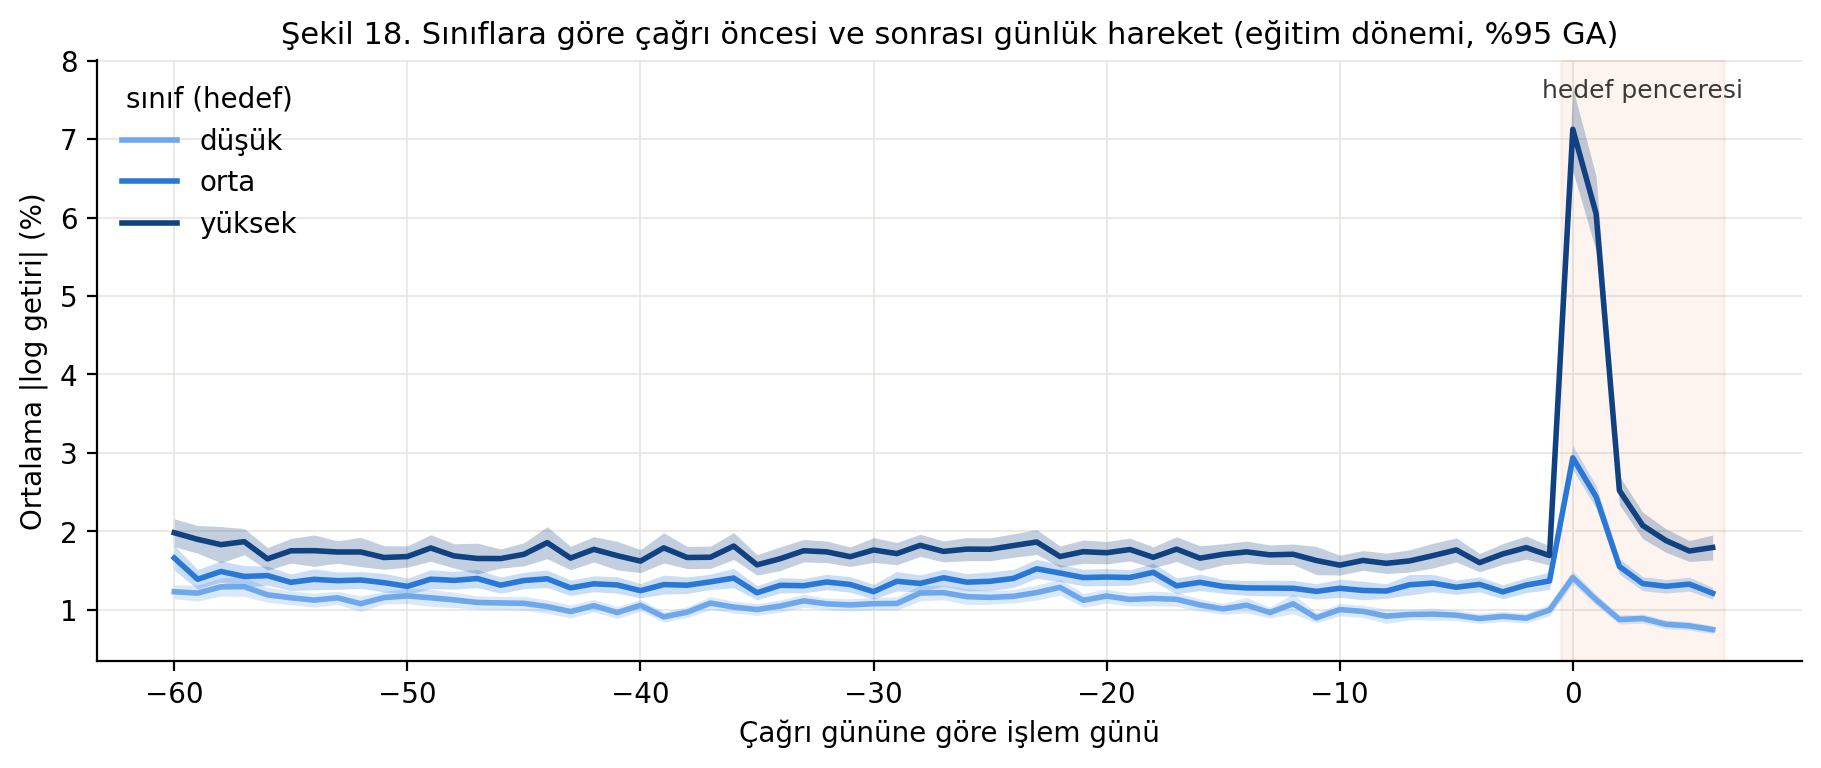 Şekil 18. Sınıflara göre çağrı öncesi ve sonrası günlük hareket (eğitim dönemi, %95 GA)
Ortalama |log getiri| (%)
8
7
6
5
4
3
2
1
sınıf (hedef)
düşük
orta
yüksek
hedef penceresi
−60
−50
−40
−30
−20
−10
0
Çağrı gününe göre işlem günü